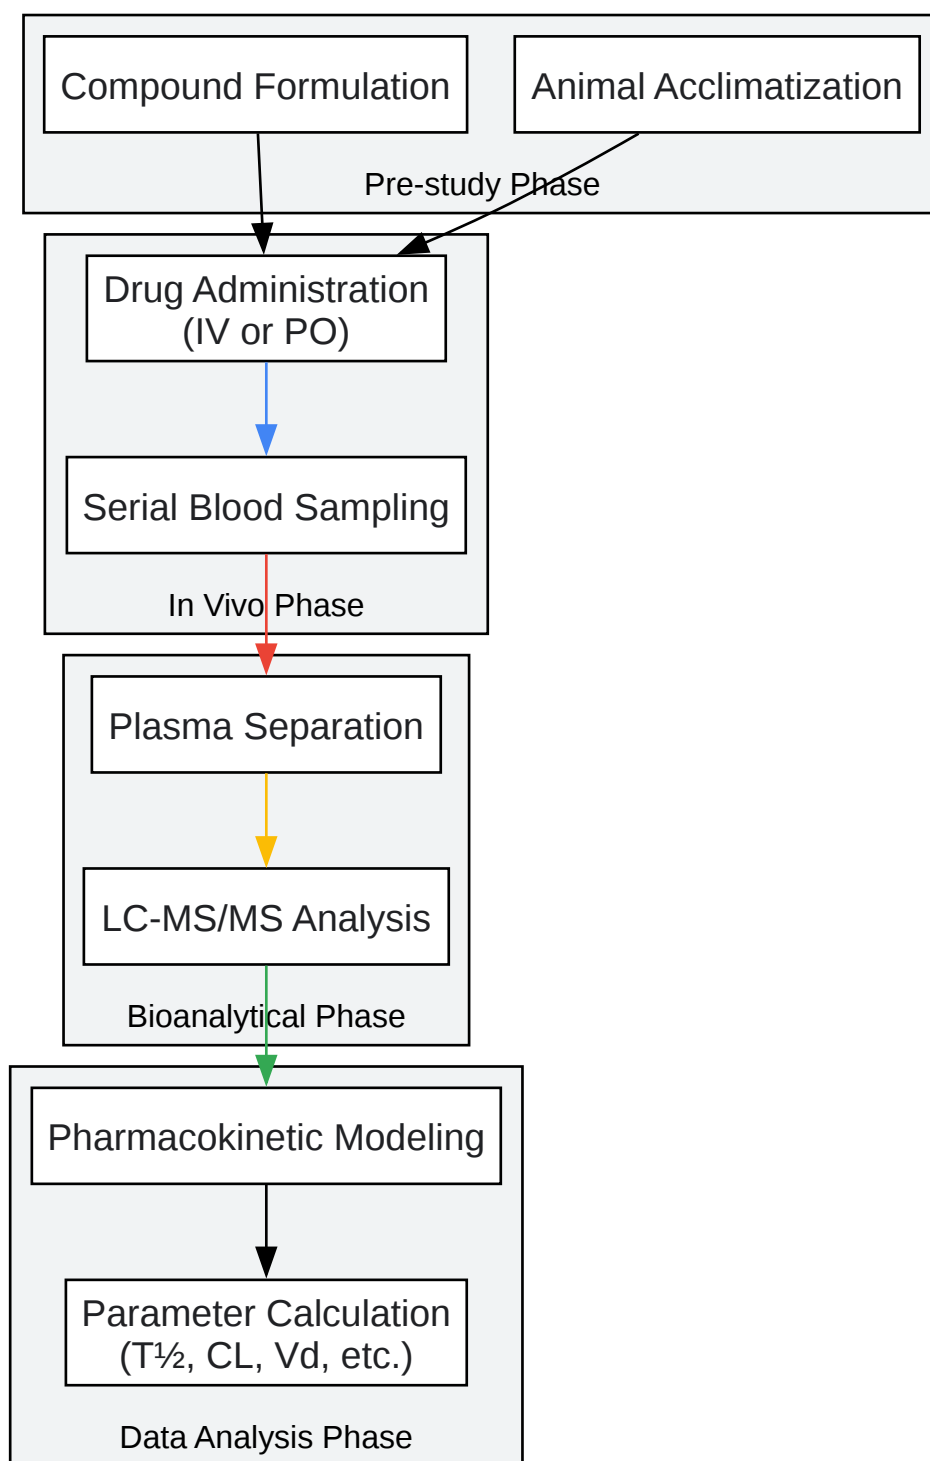 Compound Formulation
Animal Acclimatization
Pre-study Phase
Drug Administration
(IV or PO)
Serial Blood Sampling
In Vivo Phase
Plasma Separation
LC-MS/MS Analysis
Bioanalytical Phase
Pharmacokinetic Modeling
Parameter Calculation
(T½, CL, Vd, etc.)
Data Analysis Phase